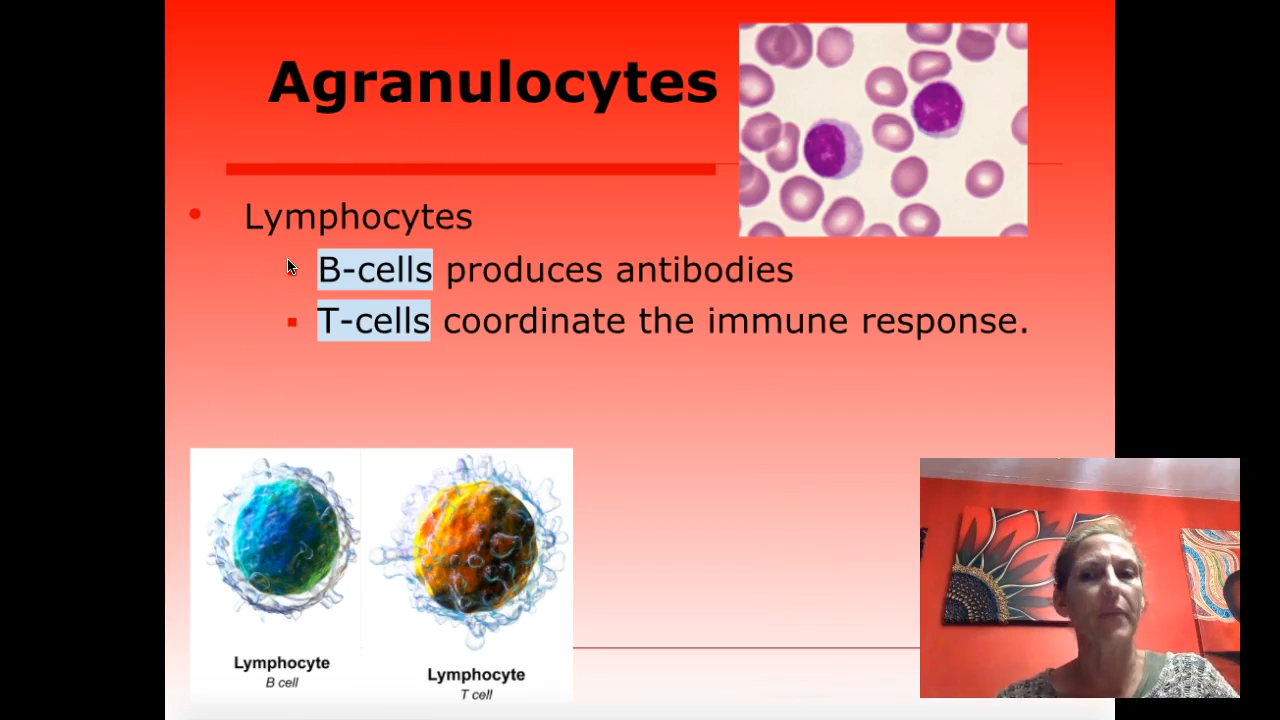 Agranulocytes
Lymphocytes
B-cells produces antibodies
T-cells coordinate the immune response.
Lymphocyte
B cell
Lymphocyte
T cell